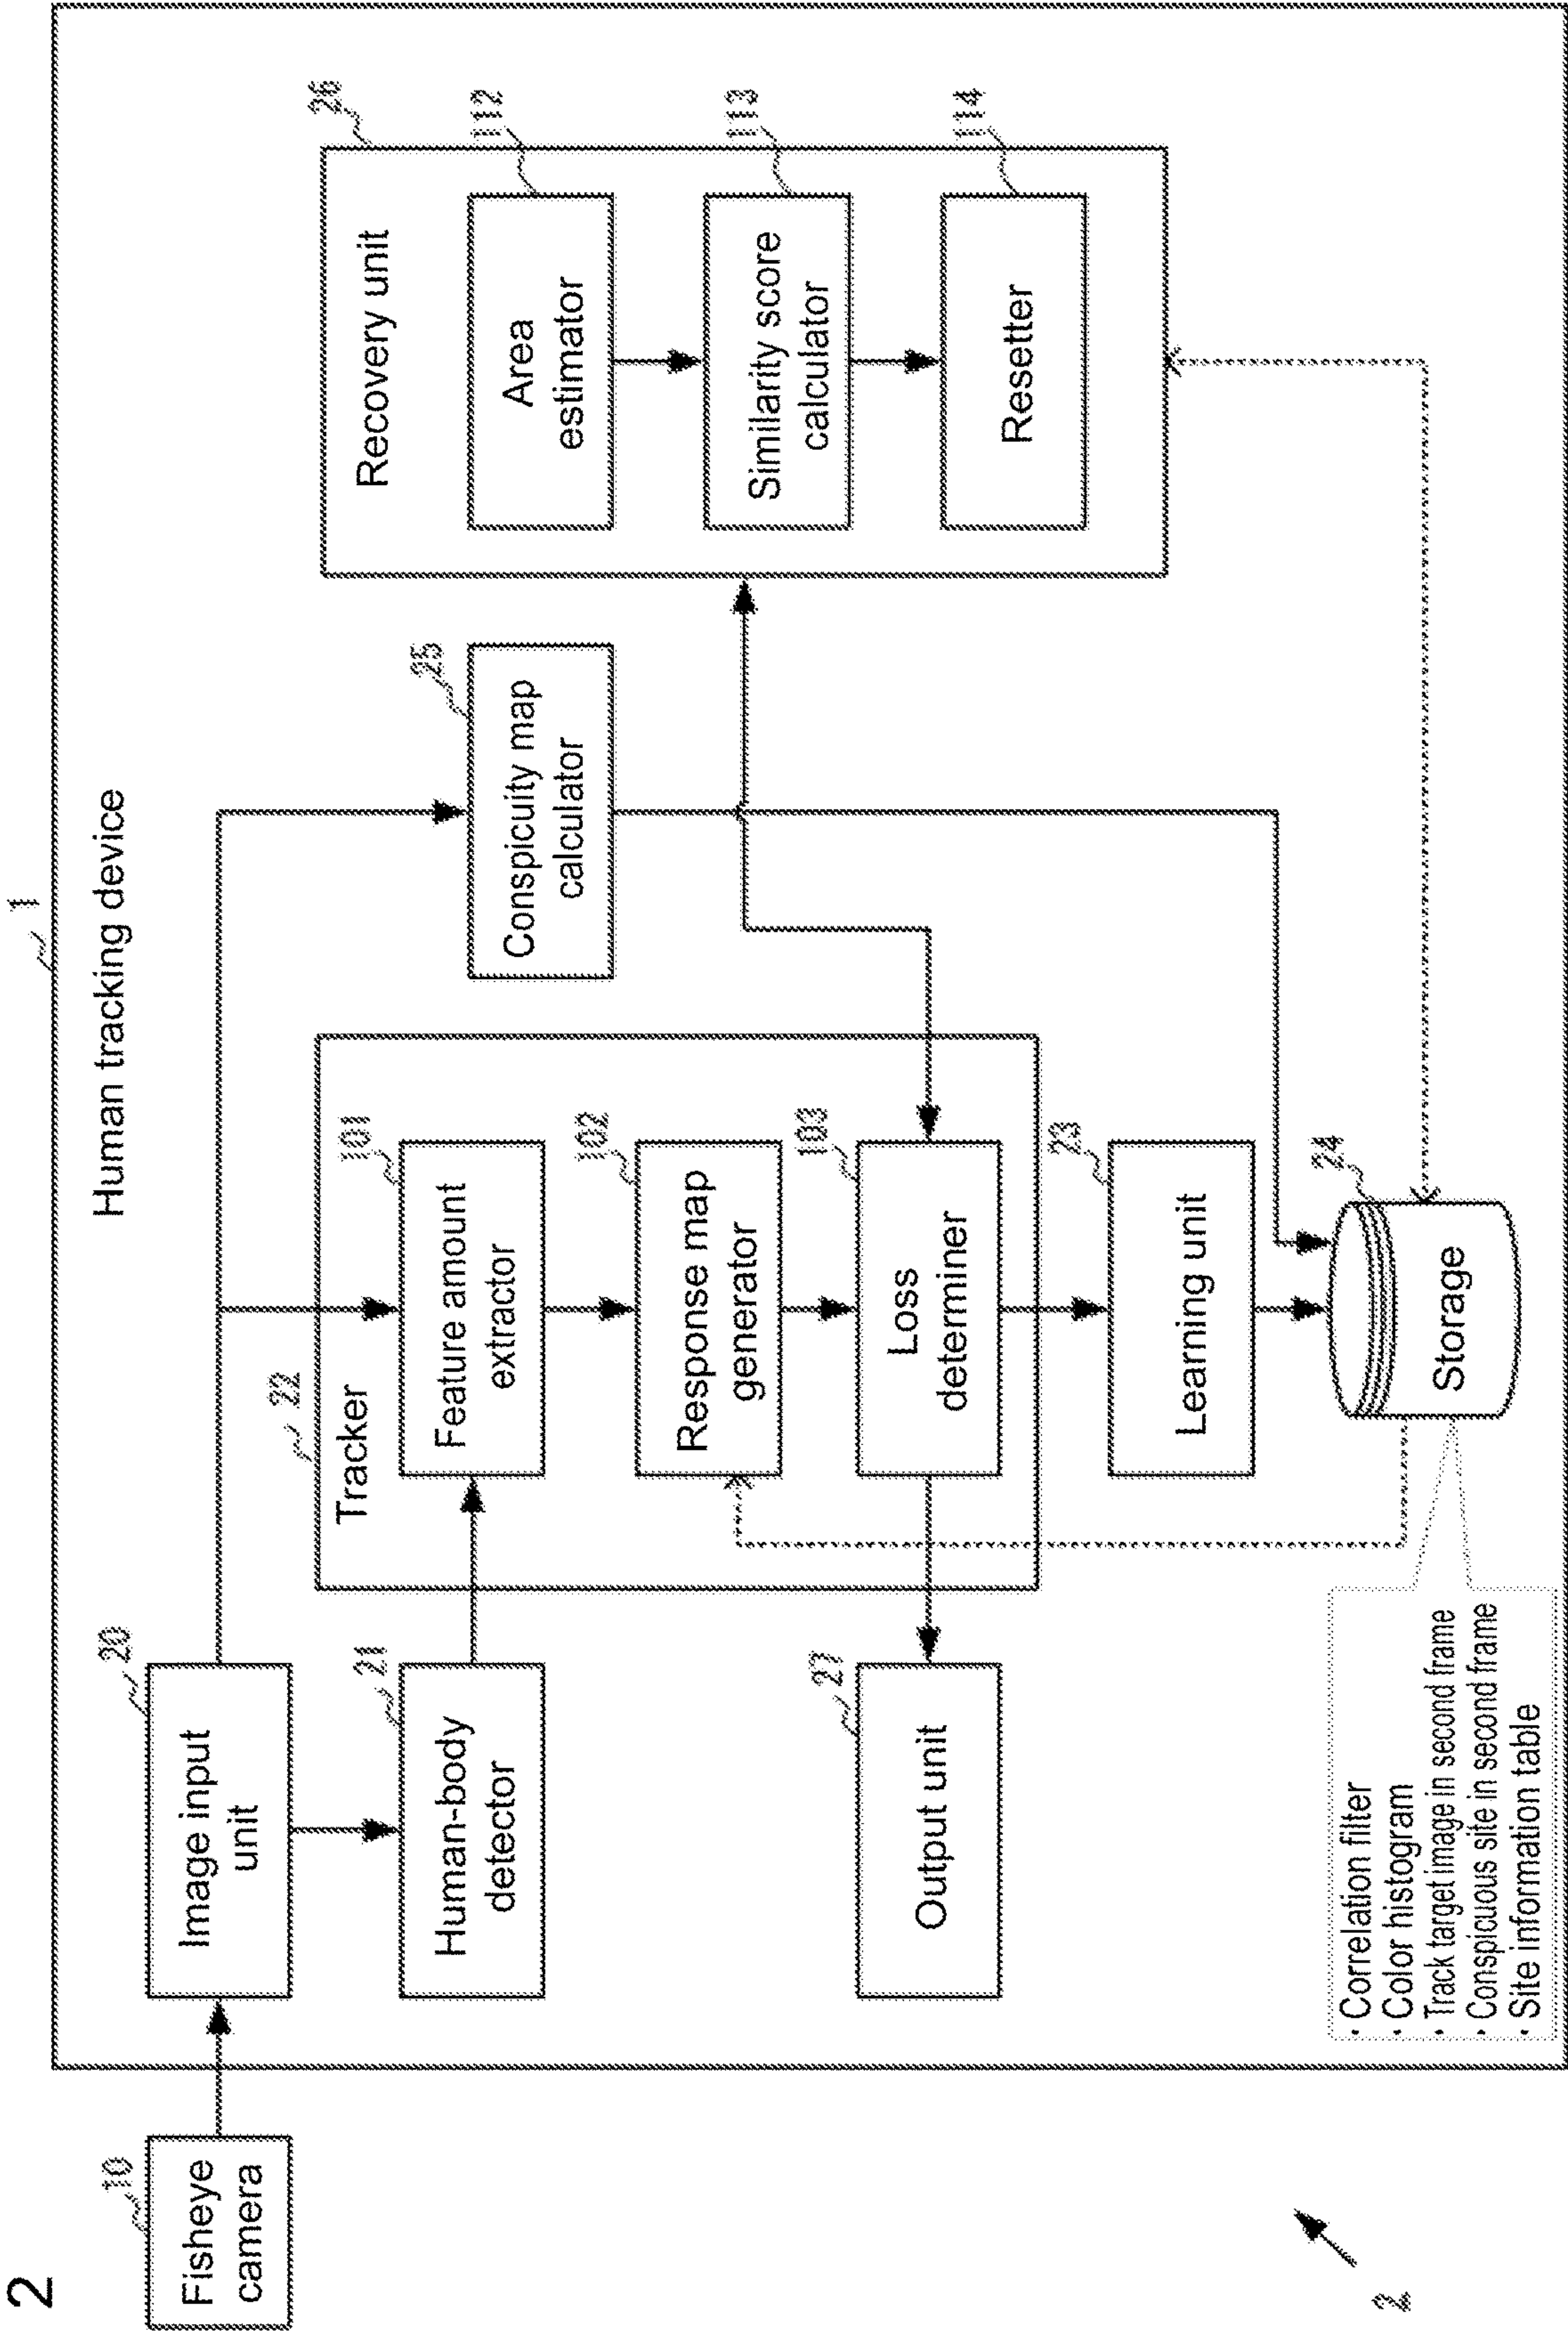 2
1
Human tracking device
10
Fisheye
camera
20
Image input
unit
21
Human-body
detector
22
Tracker
101
Feature amount
extractor
102
Response map
generator
103
Loss
determiner
23
Learning unit
24
Storage
25
Conspicuity map
calculator
26
Recovery unit
112
Area
estimator
113
Similarity score
calculator
114
Resetter
27
Output unit
· Correlation filter
· Color histogram
· Track target image in second frame
· Conspicuous site in second frame
· Site information table
2